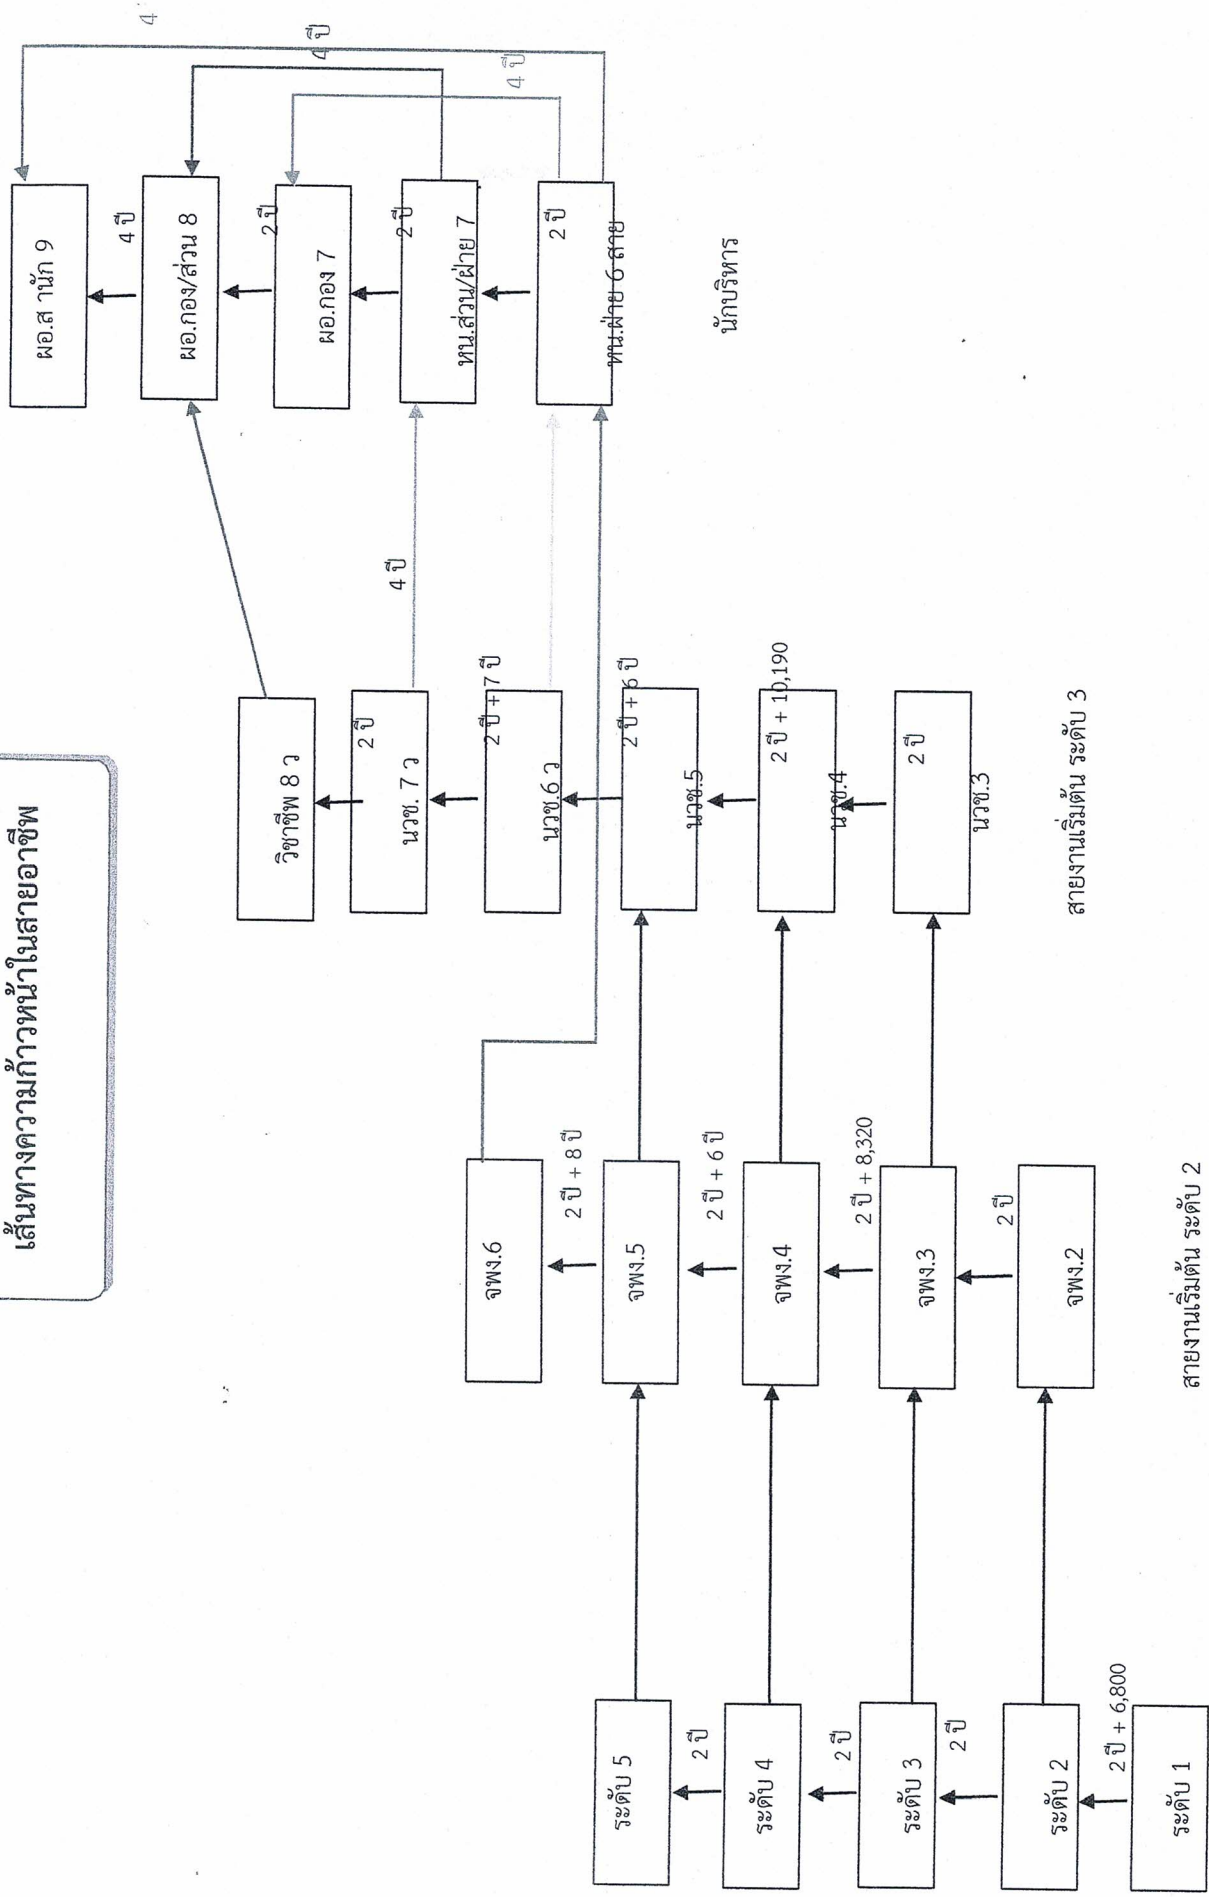 เส้นทางความก้าวหน้าในสายอาชีพ
ระดับ 5
2 ปี
ระดับ 4
2 ปี
ระดับ 3
2 ปี
ระดับ 2
2 ปี + 6,800
ระดับ 1
จพง.6
2 ปี + 8 ปี
จพง.5
2 ปี + 6 ปี
จพง.4
2 ปี + 8,320
จพง.3
2 ปี
จพง.2
สายงานเริ่มต้น ระดับ 2
วิชาชีพ 8 ว
2 ปี
นวช. 7 ว
2 ปี + 7 ปี
นวช.6 ว
2 ปี + 6 ปี
นวช.5
2 ปี + 10,190
นวช.4
2 ปี
นวช.3
สายงานเริ่มต้น ระดับ 3
4 ปี
ผอ.ส านัก 9
4 ปี
ผอ.กอง/ส่วน 8
2 ปี
ผอ.กอง 7
2 ปี
หน.ส่วน/ฝ่าย 7
2 ปี
หน.ฝ่าย 6 สาย
นักบริหาร
4
4 ปี
4 ปี